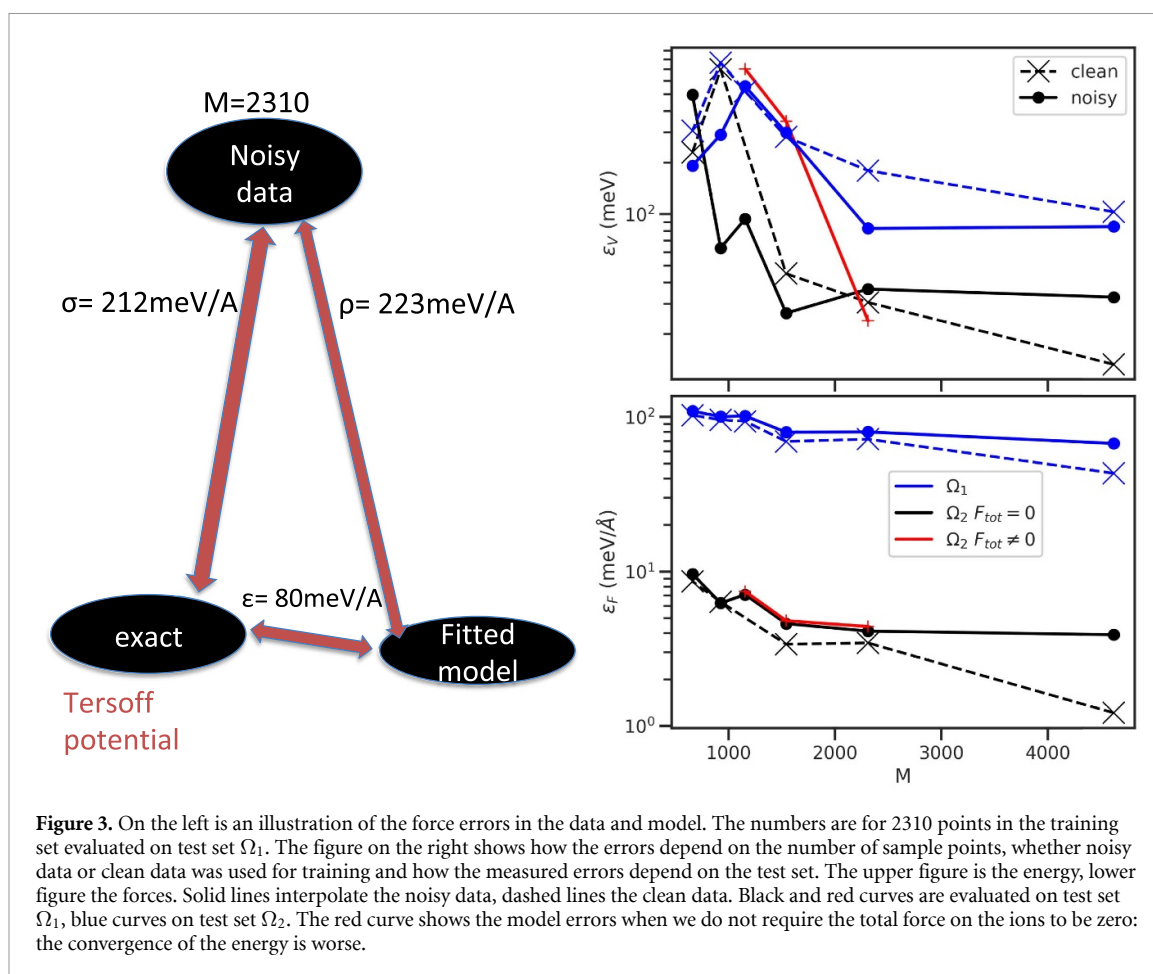 M=2310
Noisy
data
σ= 212meV/A
ρ= 223meV/A
ε= 80meV/A
exact
Fitted
model
Tersoff
potential
clean
noisy
ε_V (meV)
10²
10²
Ω₁
Ω₂ F_tot = 0
Ω₂ F_tot ≠ 0
ε_F (meV/Å)
10¹
10⁰
1000 2000 3000 4000
M
Figure 3. On the left is an illustration of the force errors in the data and model. The numbers are for 2310 points in the training
set evaluated on test set Ω₁. The figure on the right shows how the errors depend on the number of sample points, whether noisy
data or clean data was used for training and how the measured errors depend on the test set. The upper figure is the energy, lower
figure the forces. Solid lines interpolate the noisy data, dashed lines the clean data. Black and red curves are evaluated on test set
Ω₁, blue curves on test set Ω₂. The red curve shows the model errors when we do not require the total force on the ions to be zero:
the convergence of the energy is worse.